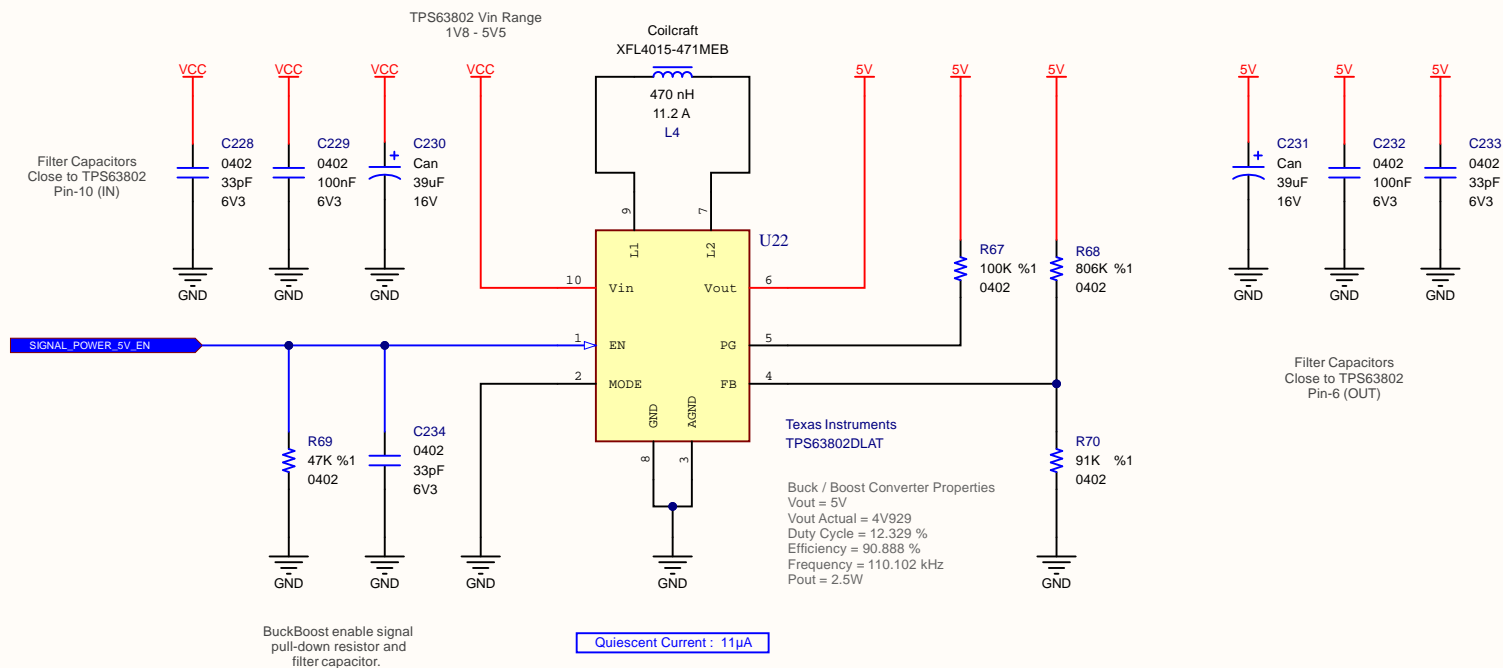 TPS63802 Vin Range
1V8 - 5V5
Coilcraft
XFL4015-471MEB
470 nH
11.2 A
L4
VCC
VCC
VCC
VCC
5V
5V
5V
5V
5V
5V
Filter Capacitors
Close to TPS63802
Pin-10 (IN)
C228
0402
33pF
6V3
GND
C229
0402
100nF
6V3
GND
C230
+
Can
39uF
16V
GND
C231
+
Can
39uF
16V
GND
C232
0402
100nF
6V3
GND
C233
0402
33pF
6V3
GND
Filter Capacitors
Close to TPS63802
Pin-6 (OUT)
U22
9
L1
7
L2
10
Vin
Vout
6
1
EN
PG
5
2
MODE
FB
4
GND
8
AGND
3
GND
R67
100K %1
0402
R68
806K %1
0402
R70
91K %1
0402
GND
SIGNAL_POWER_5V_EN
R69
47K %1
0402
GND
C234
0402
33pF
6V3
GND
GND
Texas Instruments
TPS63802DLAT
Buck / Boost Converter Properties
Vout = 5V
Vout Actual = 4V929
Duty Cycle = 12.329 %
Efficiency = 90.888 %
Frequency = 110.102 kHz
Pout = 2.5W
BuckBoost enable signal
pull-down resistor and
filter capacitor.
Quiescent Current : 11µA